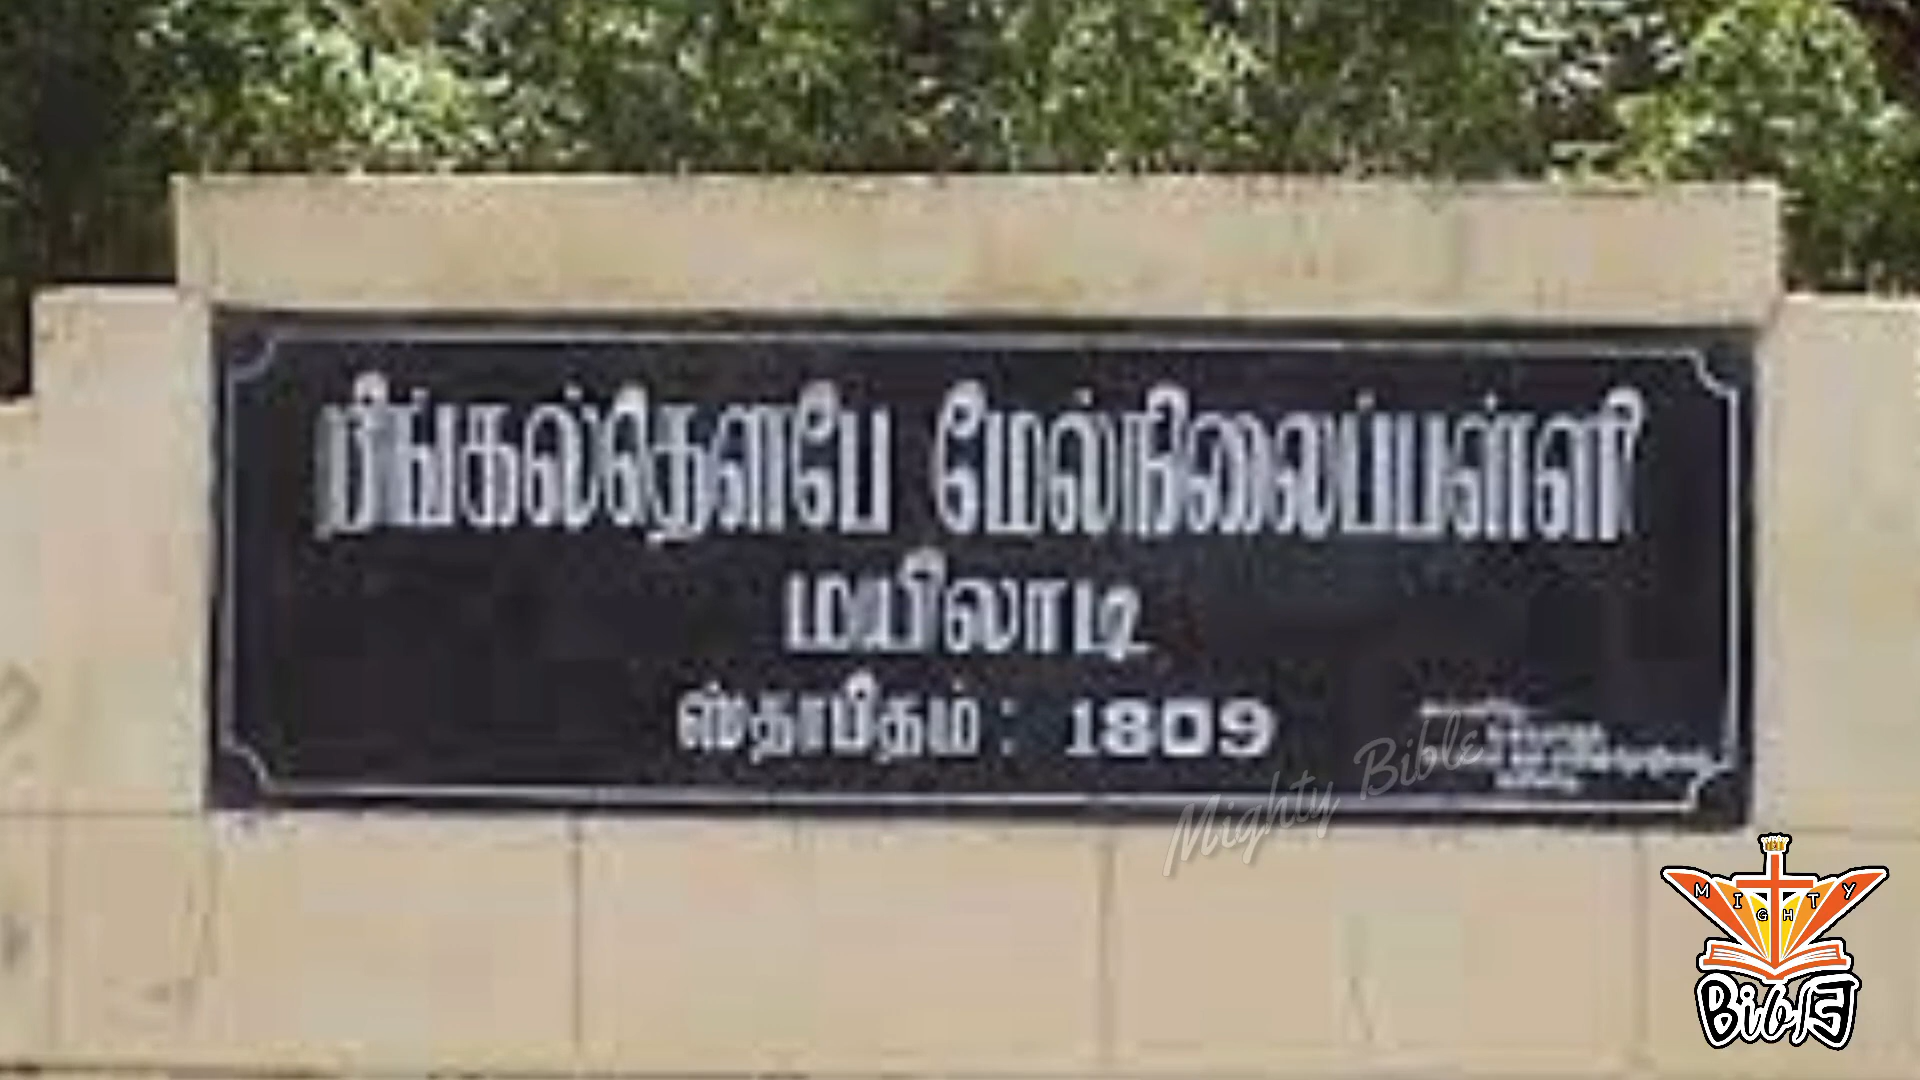 ரிங்கல்தௌபே மேல்நிலைப்பள்ளி
மயிலாடி
ஸ்தாபிதம் : 1809
Mighty Bible
MIGHTY
Bible